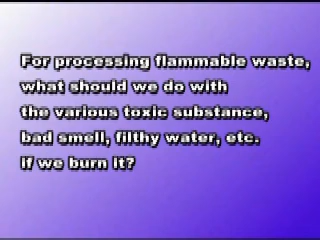 For processing flammable waste,
what should we do with
the various toxic substance,
bad smell, filthy water, etc.
if we burn it?